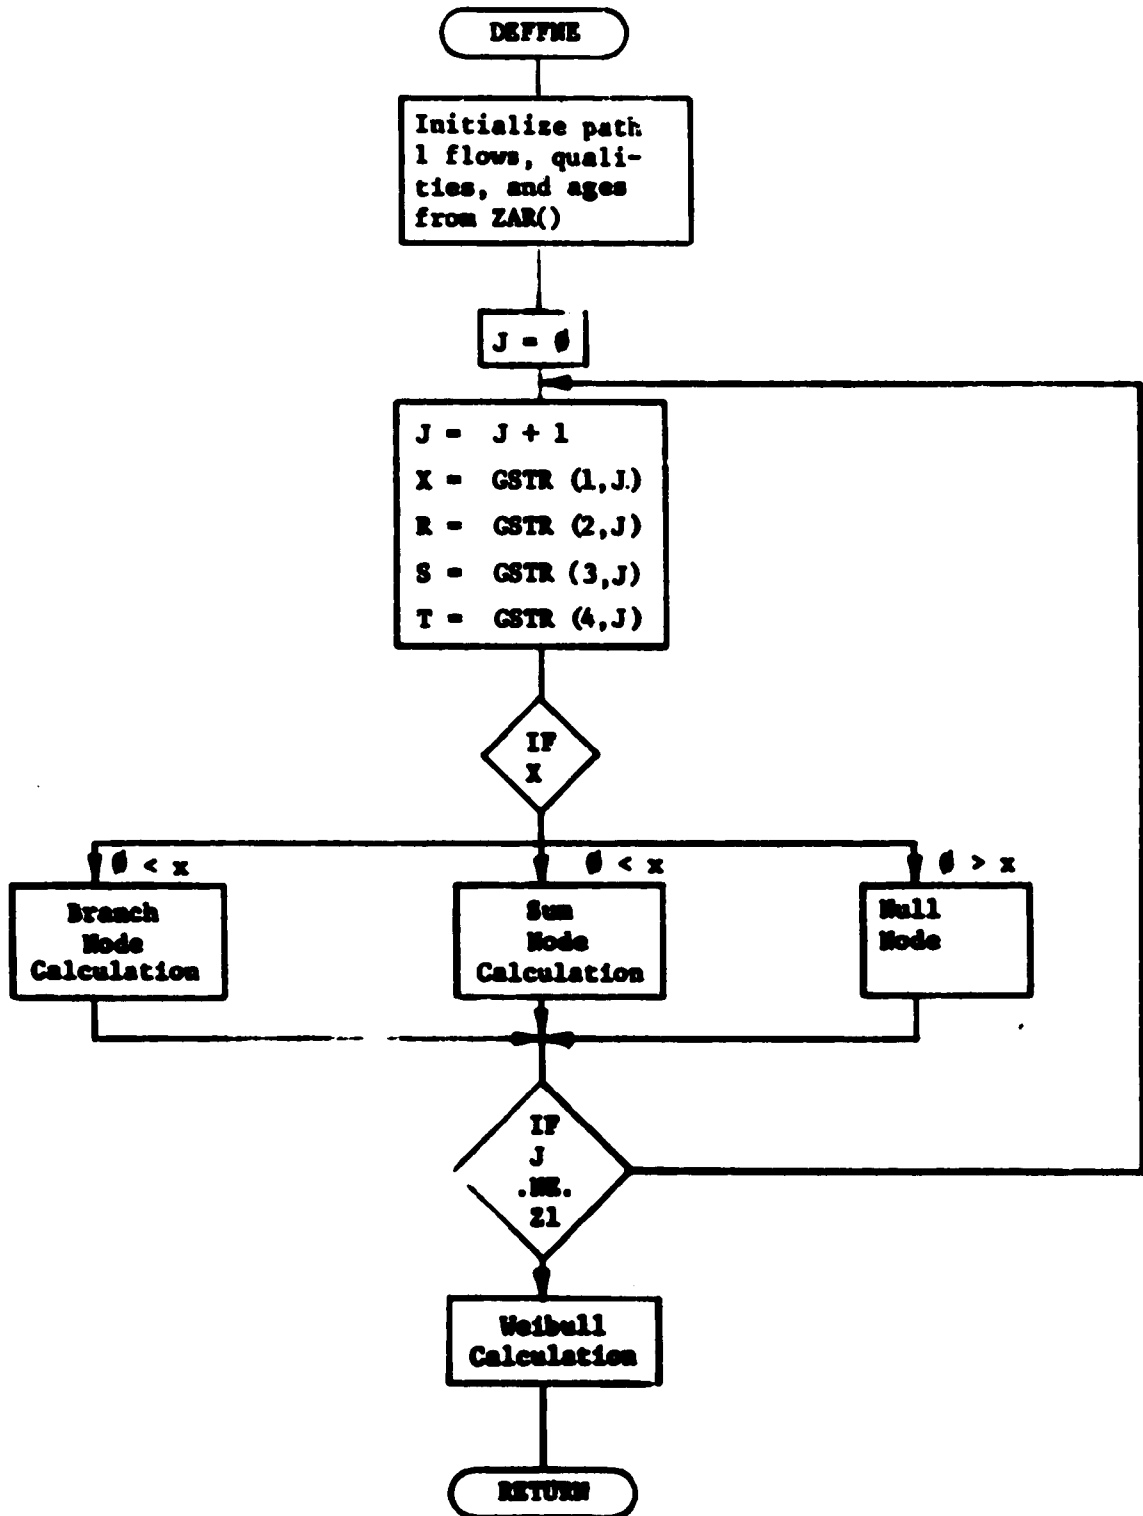 DEFFNE
Initialize path
1 flows, quali-
ties, and ages
from ZAR()
J = Ø
J = J + 1
X = GSTR (1,J)
R = GSTR (2,J)
S = GSTR (3,J)
T = GSTR (4,J)
IF
X
Ø < x
Ø < x
Ø > x
Branch
Node
Calculation
Sum
Node
Calculation
Null
Node
IF
J
.NE.
Z1
Weibull
Calculation
RETURN